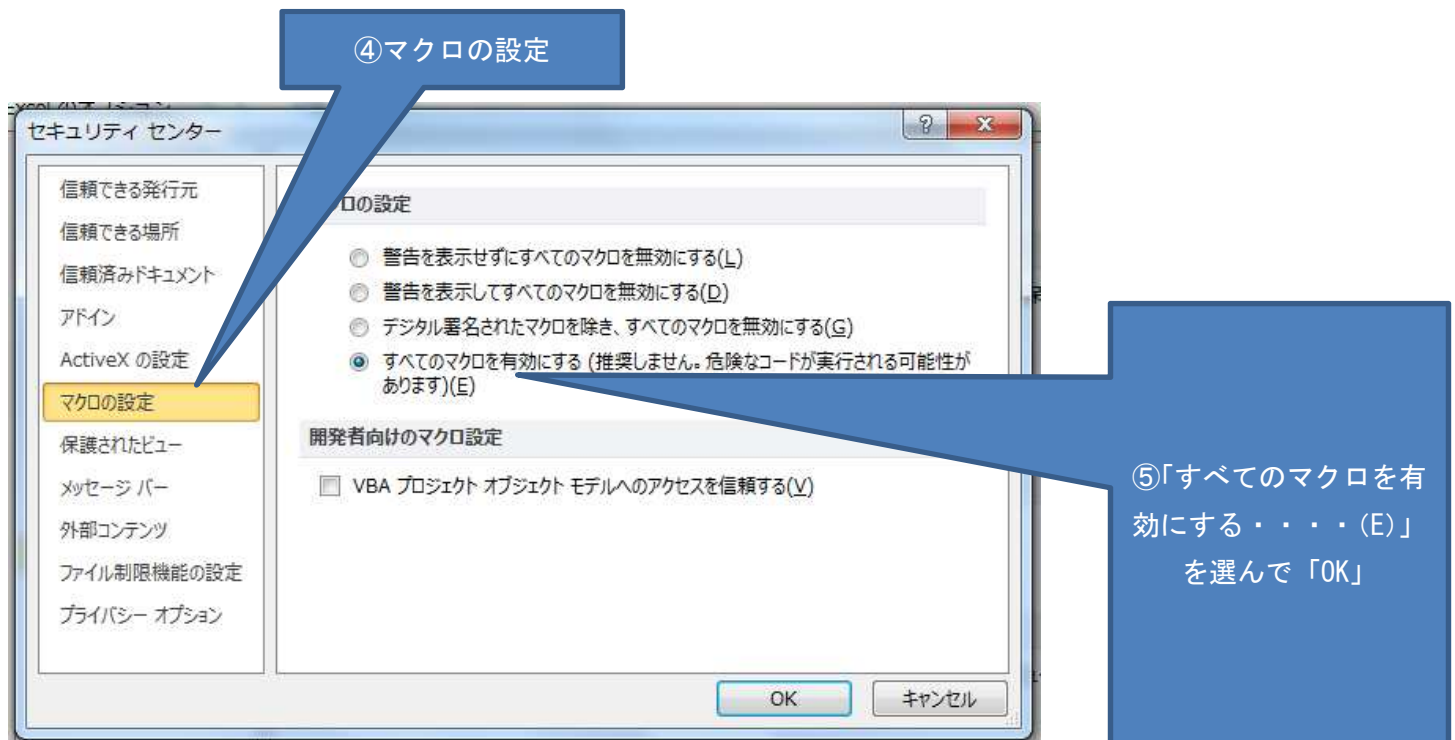 ④マクロの設定
Excel のオプション
セキュリティ センター
信頼できる発行元
信頼できる場所
信頼済みドキュメント
アドイン
ActiveX の設定
マクロの設定
保護されたビュー
メッセージ バー
外部コンテンツ
ファイル制限機能の設定
プライバシー オプション
ロの設定
警告を表示せずにすべてのマクロを無効にする(L)
警告を表示してすべてのマクロを無効にする(D)
デジタル署名されたマクロを除き、すべてのマクロを無効にする(G)
すべてのマクロを有効にする (推奨しません。危険なコードが実行される可能性が
あります)(E)
開発者向けのマクロ設定
VBA プロジェクト オブジェクト モデルへのアクセスを信頼する(V)
OK
キャンセル
⑤「すべてのマクロを有
効にする・・・・(E)」
を選んで「OK」